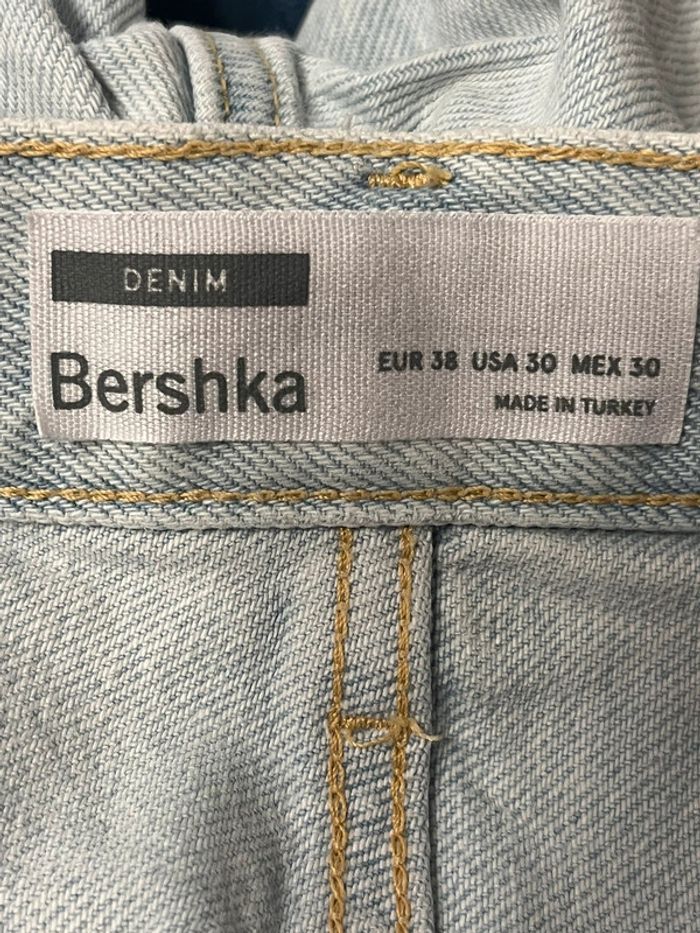 DENIM
Bershka
EUR 38 USA 30 MEX 30
MADE IN TURKEY